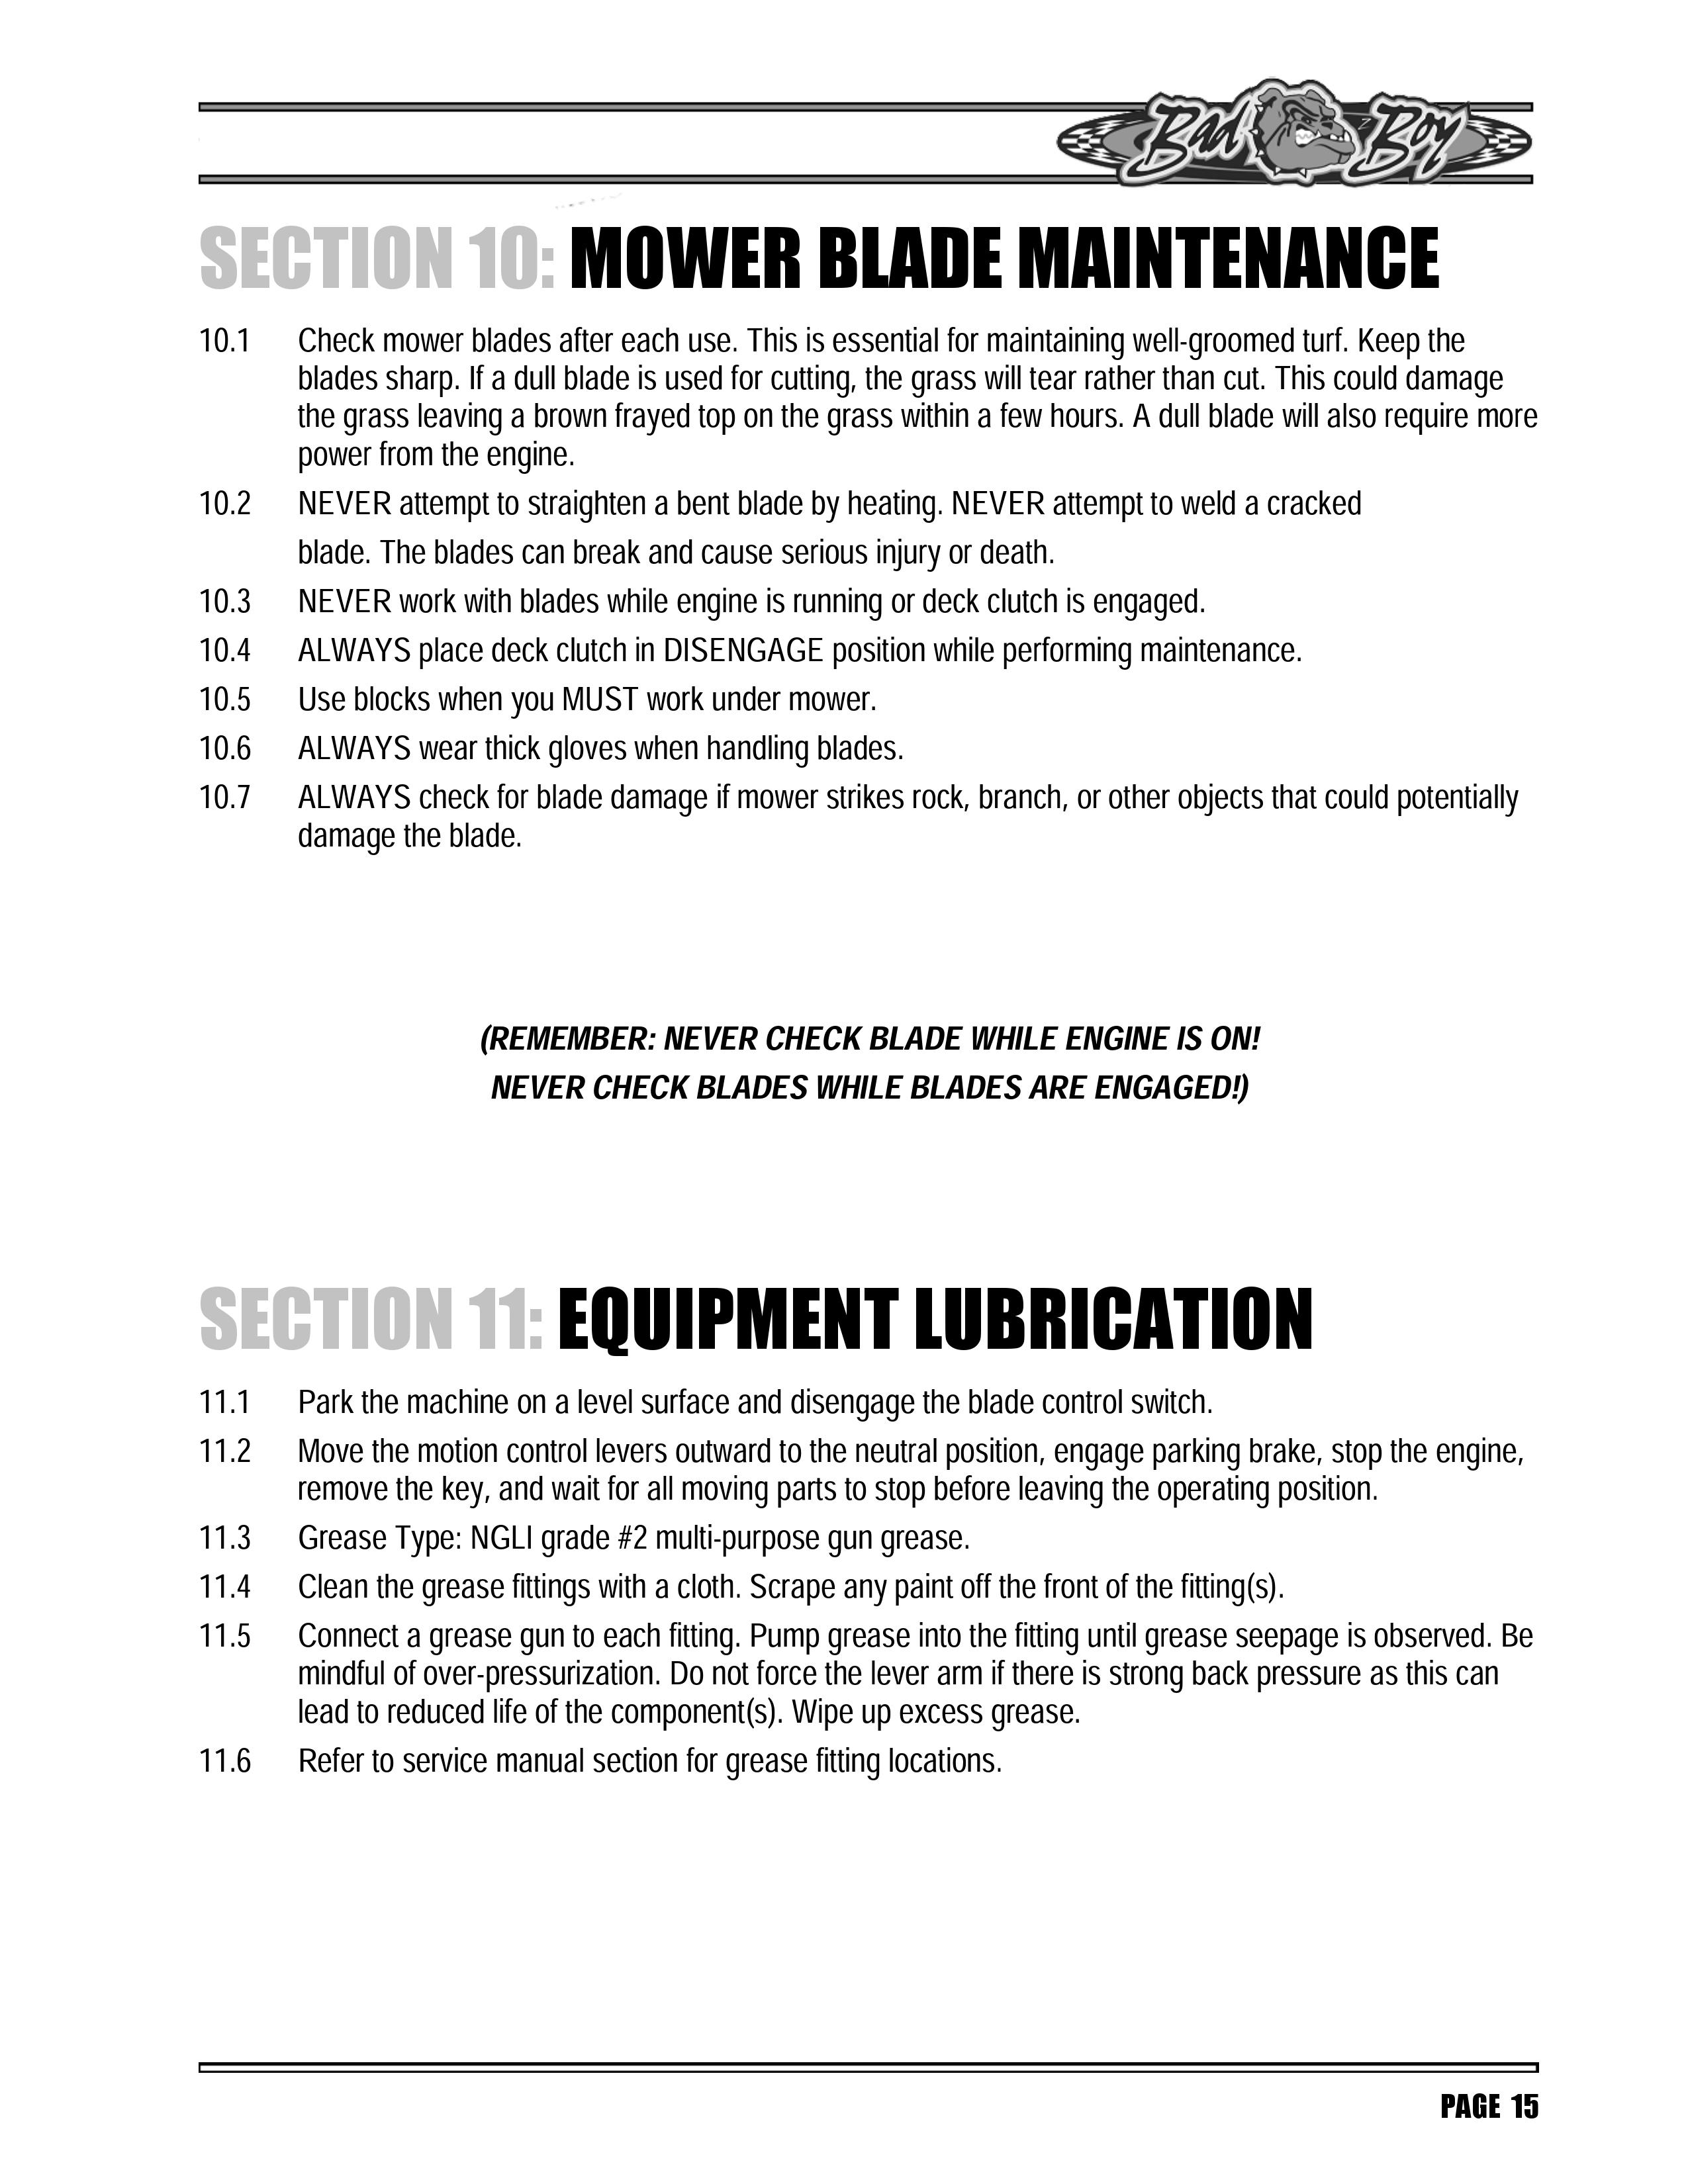 Bad Boy
SECTION 10: MOWER BLADE MAINTENANCE
10.1 Check mower blades after each use. This is essential for maintaining well-groomed turf. Keep the
blades sharp. If a dull blade is used for cutting, the grass will tear rather than cut. This could damage
the grass leaving a brown frayed top on the grass within a few hours. A dull blade will also require more
power from the engine.
10.2 NEVER attempt to straighten a bent blade by heating. NEVER attempt to weld a cracked
blade. The blades can break and cause serious injury or death.
10.3 NEVER work with blades while engine is running or deck clutch is engaged.
10.4 ALWAYS place deck clutch in DISENGAGE position while performing maintenance.
10.5 Use blocks when you MUST work under mower.
10.6 ALWAYS wear thick gloves when handling blades.
10.7 ALWAYS check for blade damage if mower strikes rock, branch, or other objects that could potentially
damage the blade.
(REMEMBER: NEVER CHECK BLADE WHILE ENGINE IS ON!
NEVER CHECK BLADES WHILE BLADES ARE ENGAGED!)
SECTION 11: EQUIPMENT LUBRICATION
11.1 Park the machine on a level surface and disengage the blade control switch.
11.2 Move the motion control levers outward to the neutral position, engage parking brake, stop the engine,
remove the key, and wait for all moving parts to stop before leaving the operating position.
11.3 Grease Type: NGLI grade #2 multi-purpose gun grease.
11.4 Clean the grease fittings with a cloth. Scrape any paint off the front of the fitting(s).
11.5 Connect a grease gun to each fitting. Pump grease into the fitting until grease seepage is observed. Be
mindful of over-pressurization. Do not force the lever arm if there is strong back pressure as this can
lead to reduced life of the component(s). Wipe up excess grease.
11.6 Refer to service manual section for grease fitting locations.
PAGE 15